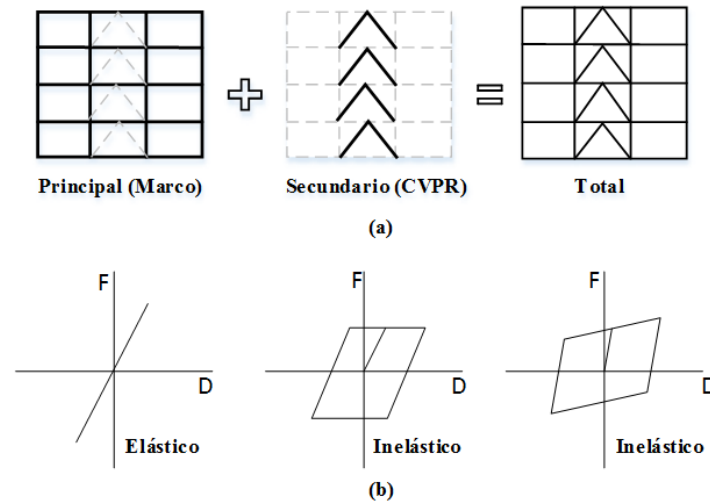 Principal (Marco) Secundario (CVPR) Total
(a)
F F F
D D D
Elástico Inelástico Inelástico
(b)